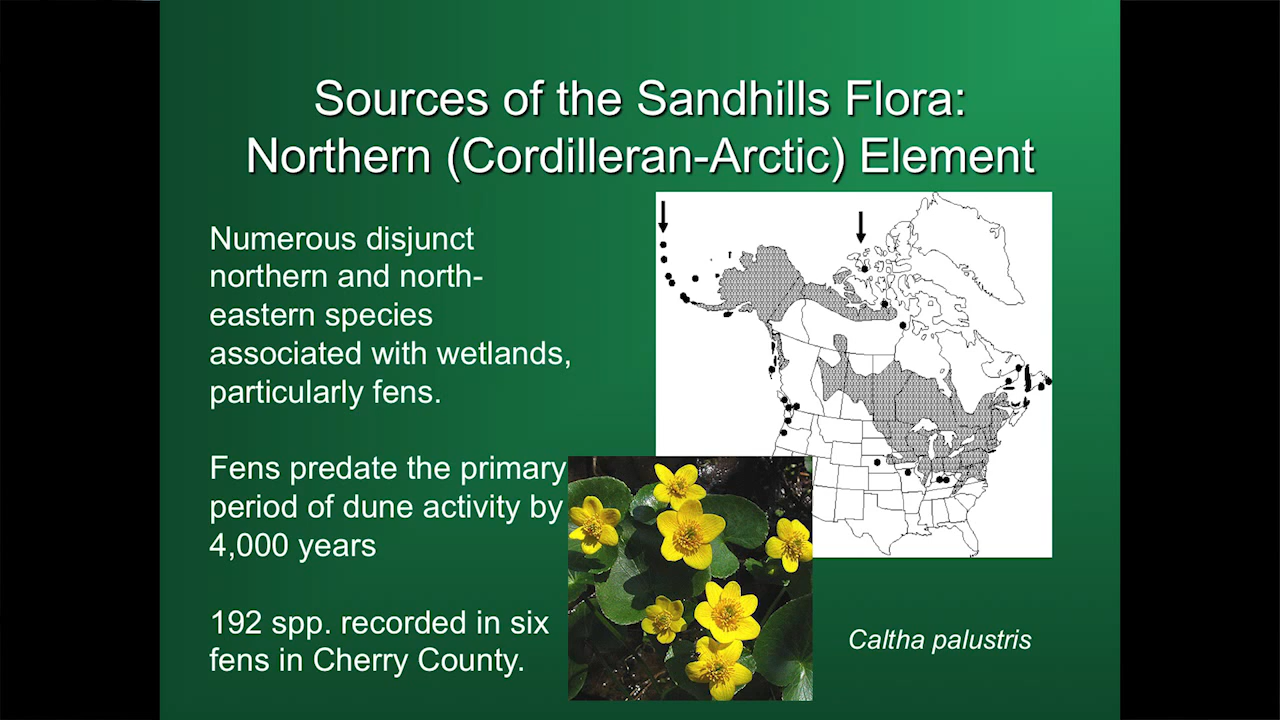 Sources of the Sandhills Flora:
Northern (Cordilleran-Arctic) Element
Numerous disjunct
northern and north-
eastern species
associated with wetlands,
particularly fens.
Fens predate the primary
period of dune activity by
4,000 years
192 spp. recorded in six
fens in Cherry County.
Caltha palustris